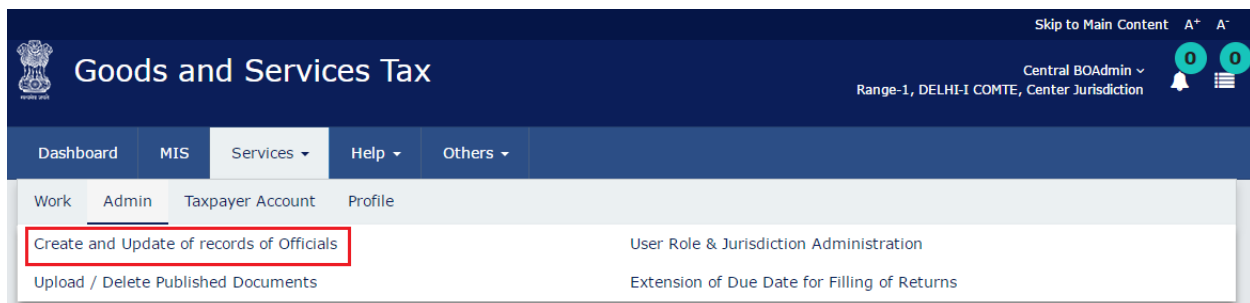 Skip to Main Content A+ A-
Goods and Services Tax
Central BOAdmin
0
0
Range-1, DELHI-I COMTE, Center Jurisdiction
Dashboard MIS Services Help Others
Work Admin Taxpayer Account Profile
Create and Update of records of Officials User Role & Jurisdiction Administration
Upload / Delete Published Documents Extension of Due Date for Filling of Returns